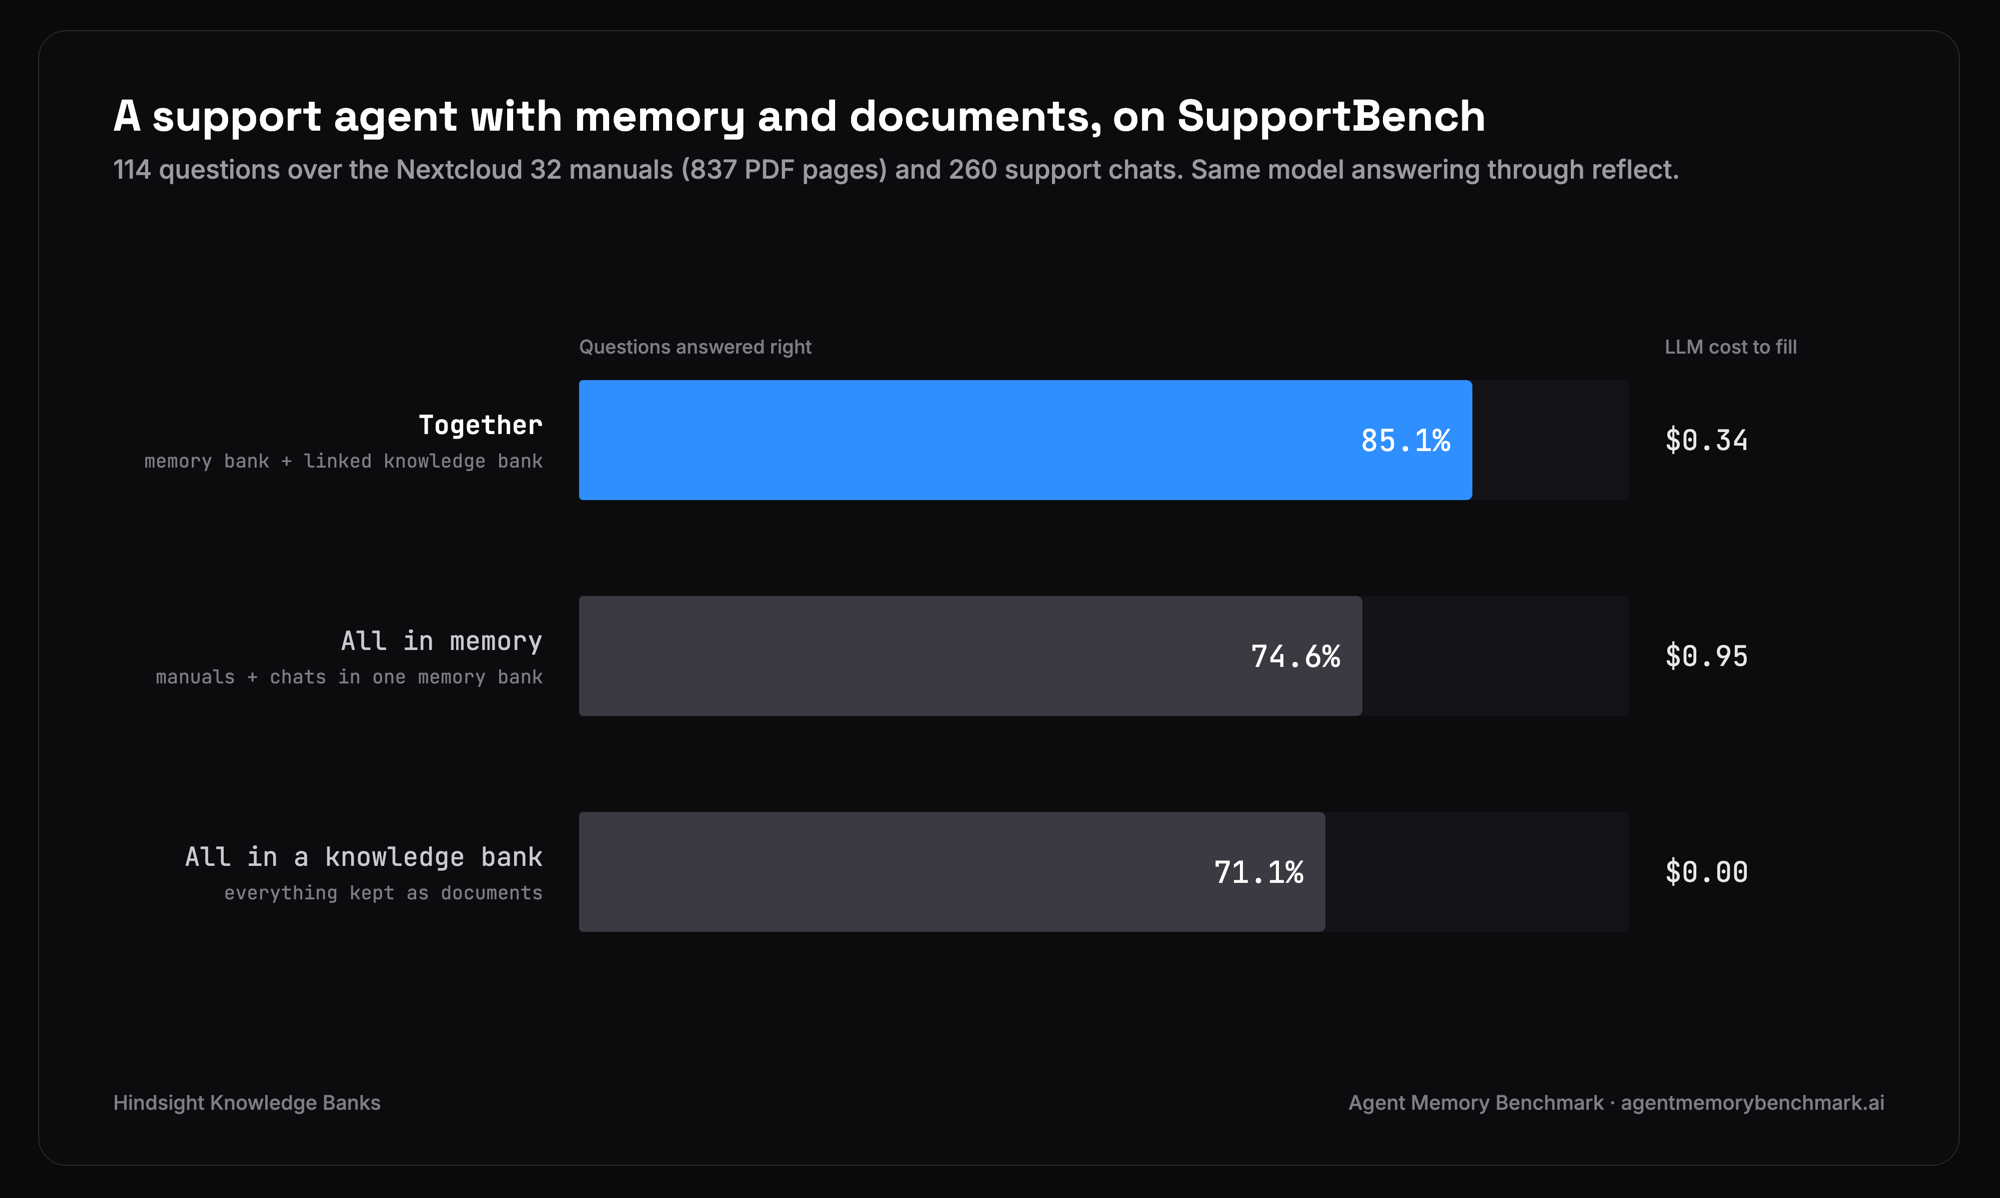 A support agent with memory and documents, on SupportBench
114 questions over the Nextcloud 32 manuals (837 PDF pages) and 260 support chats. Same model answering through reflect.
Questions answered right
LLM cost to fill
Together
memory bank + linked knowledge bank
85.1%
$0.34
All in memory
manuals + chats in one memory bank
74.6%
$0.95
All in a knowledge bank
everything kept as documents
71.1%
$0.00
Hindsight Knowledge Banks
Agent Memory Benchmark · agentmemorybenchmark.ai